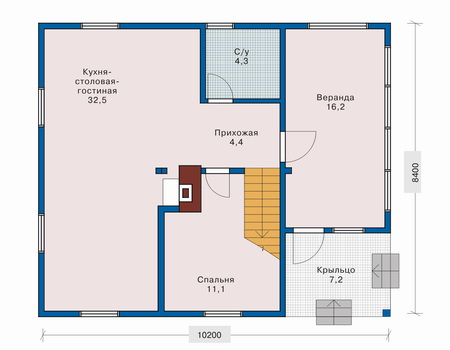 С/у
4,3
Кухня-
столовая-
гостиная
32,5
Веранда
16,2
Прихожая
4,4
8400
Спальня
11,1
Крыльцо
7,2
10200